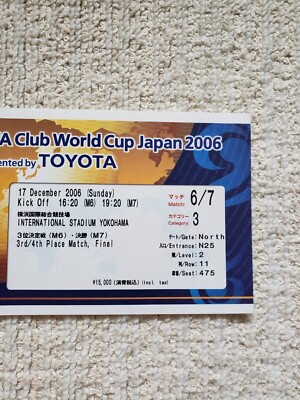 A Club World Cup Japan 2006
ented by TOYOTA
17 December 2006 (Sunday)
Kick Off 16:20 (M6) 19:20 (M7)
横浜国際総合競技場
INTERNATIONAL STADIUM YOKOHAMA
3位決定戦(M6)・決勝(M7)
3rd/4th Place Match, Final
¥15,000 (消費税込) (incl. tax)
マッチ
Match: 6/7
カテゴリー
Category: 3
ゲート/Gate: North
入口/Entrance: N25
階/Level: 2
列/Row: 11
席番/Seat: 475